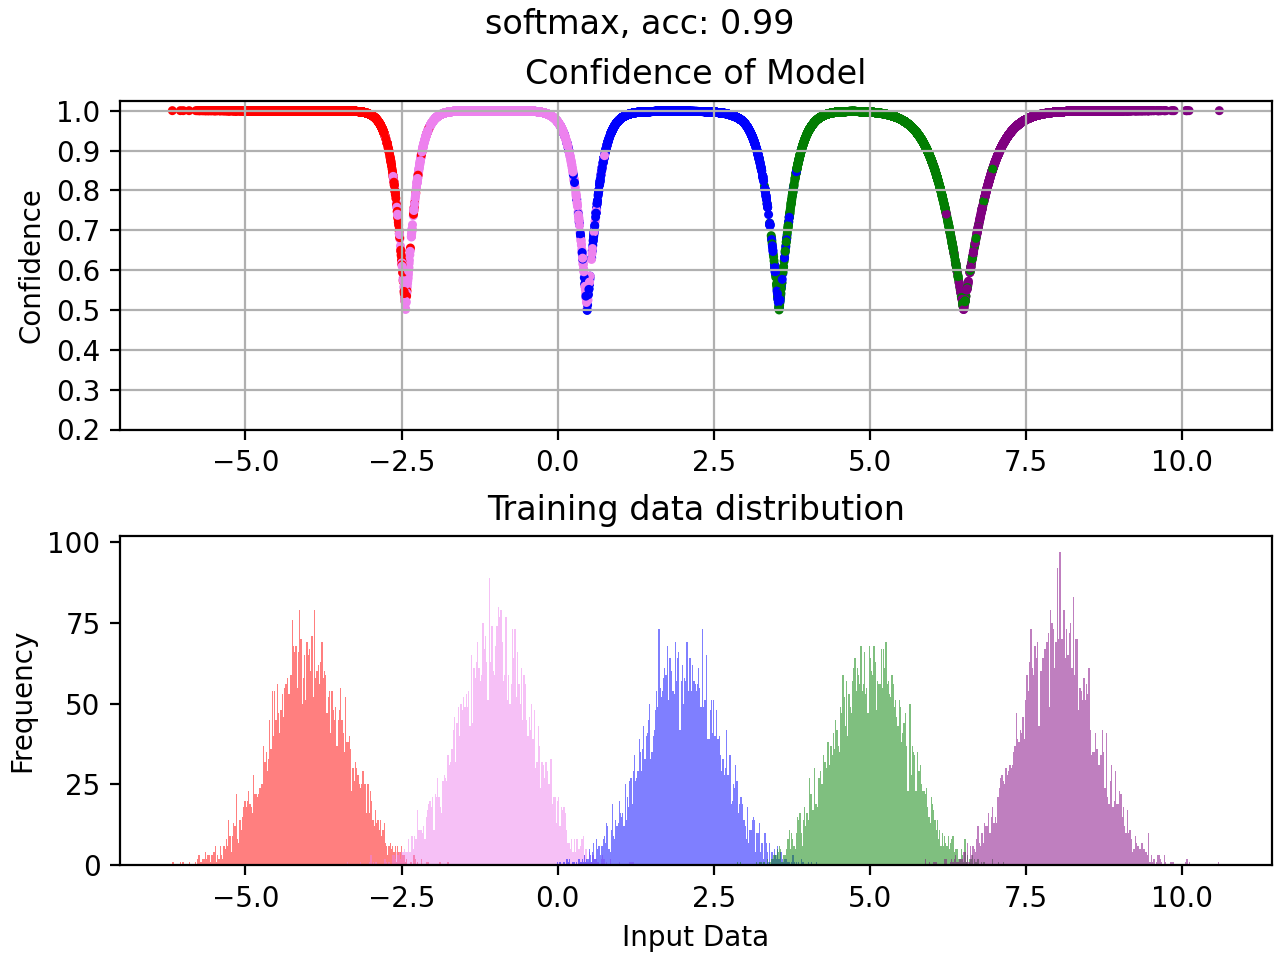 softmax, acc: 0.99
Confidence of Model
Confidence
1.0
0.9
0.8
0.7
0.6
0.5
0.4
0.3
0.2
−5.0 −2.5 0.0 2.5 5.0 7.5 10.0
Training data distribution
Frequency
100
75
50
25
0
−5.0 −2.5 0.0 2.5 5.0 7.5 10.0
Input Data